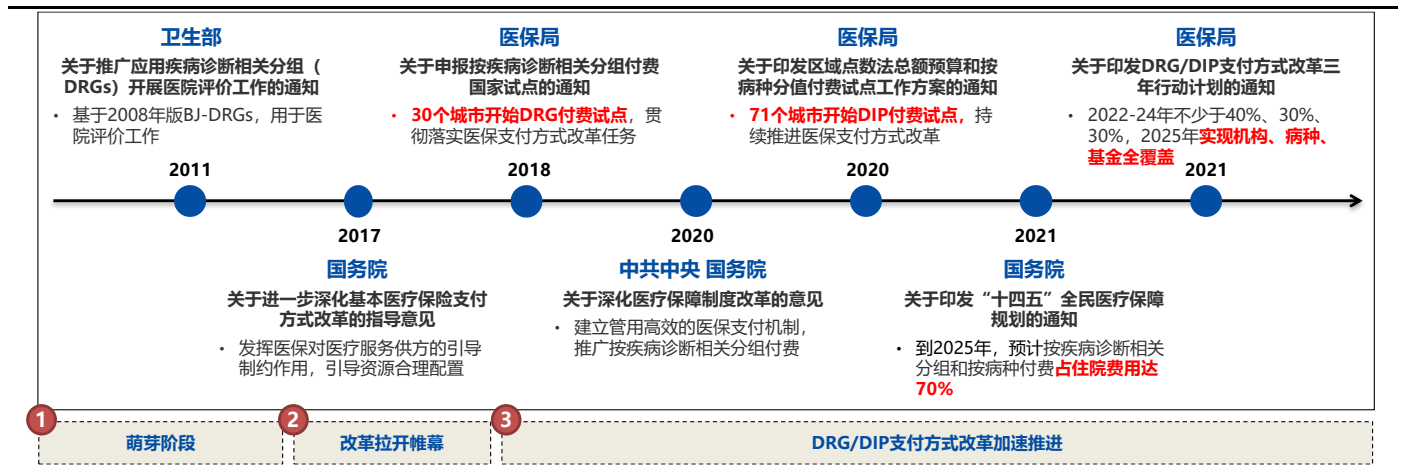 卫生部
关于推广应用疾病诊断相关分组（
DRGs）开展医院评价工作的通知
• 基于2008年版BJ-DRGs，用于医
院评价工作
2011
医保局
关于申报按疾病诊断相关分组付费
国家试点的通知
• 30个城市开始DRG付费试点，贯
彻落实医保支付方式改革任务
2018
医保局
关于印发区域点数法总额预算和按
病种分值付费试点工作方案的通知
• 71个城市开始DIP付费试点，持
续推进医保支付方式改革
2020
医保局
关于印发DRG/DIP支付方式改革三
年行动计划的通知
• 2022-24年不少于40%、30%、
30%，2025年实现机构、病种、
基金全覆盖
2021
2017
国务院
关于进一步深化基本医疗保险支付
方式改革的指导意见
• 发挥医保对医疗服务供方的引导
制约作用，引导资源合理配置
2020
中共中央 国务院
关于深化医疗保障制度改革的意见
• 建立管用高效的医保支付机制，
推广按疾病诊断相关分组付费
2021
国务院
关于印发“十四五”全民医疗保障
规划的通知
• 到2025年，预计按疾病诊断相关
分组和按病种付费占住院费用达
70%
1
萌芽阶段
2
改革拉开帷幕
3
DRG/DIP支付方式改革加速推进